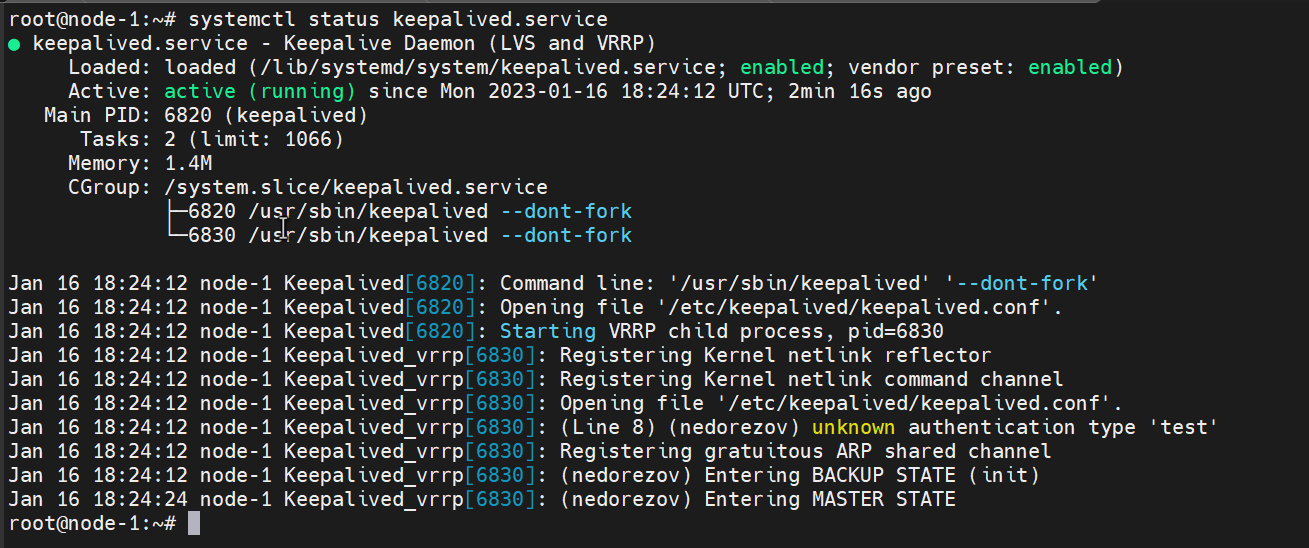 root@node-1:~# systemctl status keepalived.service
● keepalived.service - Keepalive Daemon (LVS and VRRP)
     Loaded: loaded (/lib/systemd/system/keepalived.service; enabled; vendor preset: enabled)
     Active: active (running) since Mon 2023-01-16 18:24:12 UTC; 2min 16s ago
   Main PID: 6820 (keepalived)
      Tasks: 2 (limit: 1066)
     Memory: 1.4M
     CGroup: /system.slice/keepalived.service
             ├─6820 /usr/sbin/keepalived --dont-fork
             └─6830 /usr/sbin/keepalived --dont-fork

Jan 16 18:24:12 node-1 Keepalived[6820]: Command line: '/usr/sbin/keepalived' '--dont-fork'
Jan 16 18:24:12 node-1 Keepalived[6820]: Opening file '/etc/keepalived/keepalived.conf'.
Jan 16 18:24:12 node-1 Keepalived[6820]: Starting VRRP child process, pid=6830
Jan 16 18:24:12 node-1 Keepalived_vrrp[6830]: Registering Kernel netlink reflector
Jan 16 18:24:12 node-1 Keepalived_vrrp[6830]: Registering Kernel netlink command channel
Jan 16 18:24:12 node-1 Keepalived_vrrp[6830]: Opening file '/etc/keepalived/keepalived.conf'.
Jan 16 18:24:12 node-1 Keepalived_vrrp[6830]: (Line 8) (nedorezov) unknown authentication type 'test'
Jan 16 18:24:12 node-1 Keepalived_vrrp[6830]: Registering gratuitous ARP shared channel
Jan 16 18:24:12 node-1 Keepalived_vrrp[6830]: (nedorezov) Entering BACKUP STATE (init)
Jan 16 18:24:24 node-1 Keepalived_vrrp[6830]: (nedorezov) Entering MASTER STATE
root@node-1:~#